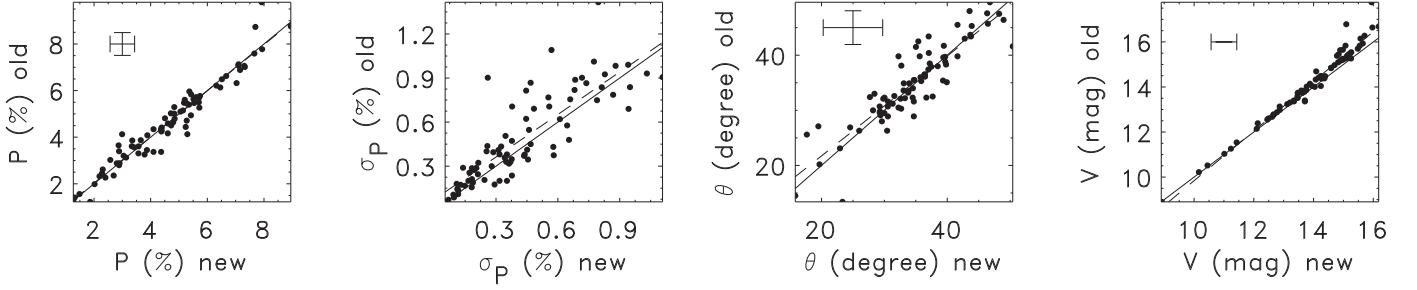 P (%) old
8
6
4
2
2 4 6 8
P (%) new
σP (%) old
1.2
0.9
0.6
0.3
0.3 0.6 0.9
σP (%) new
θ (degree) old
40
20
20 40
θ (degree) new
V (mag) old
16
14
12
10
10 12 14 16
V (mag) new